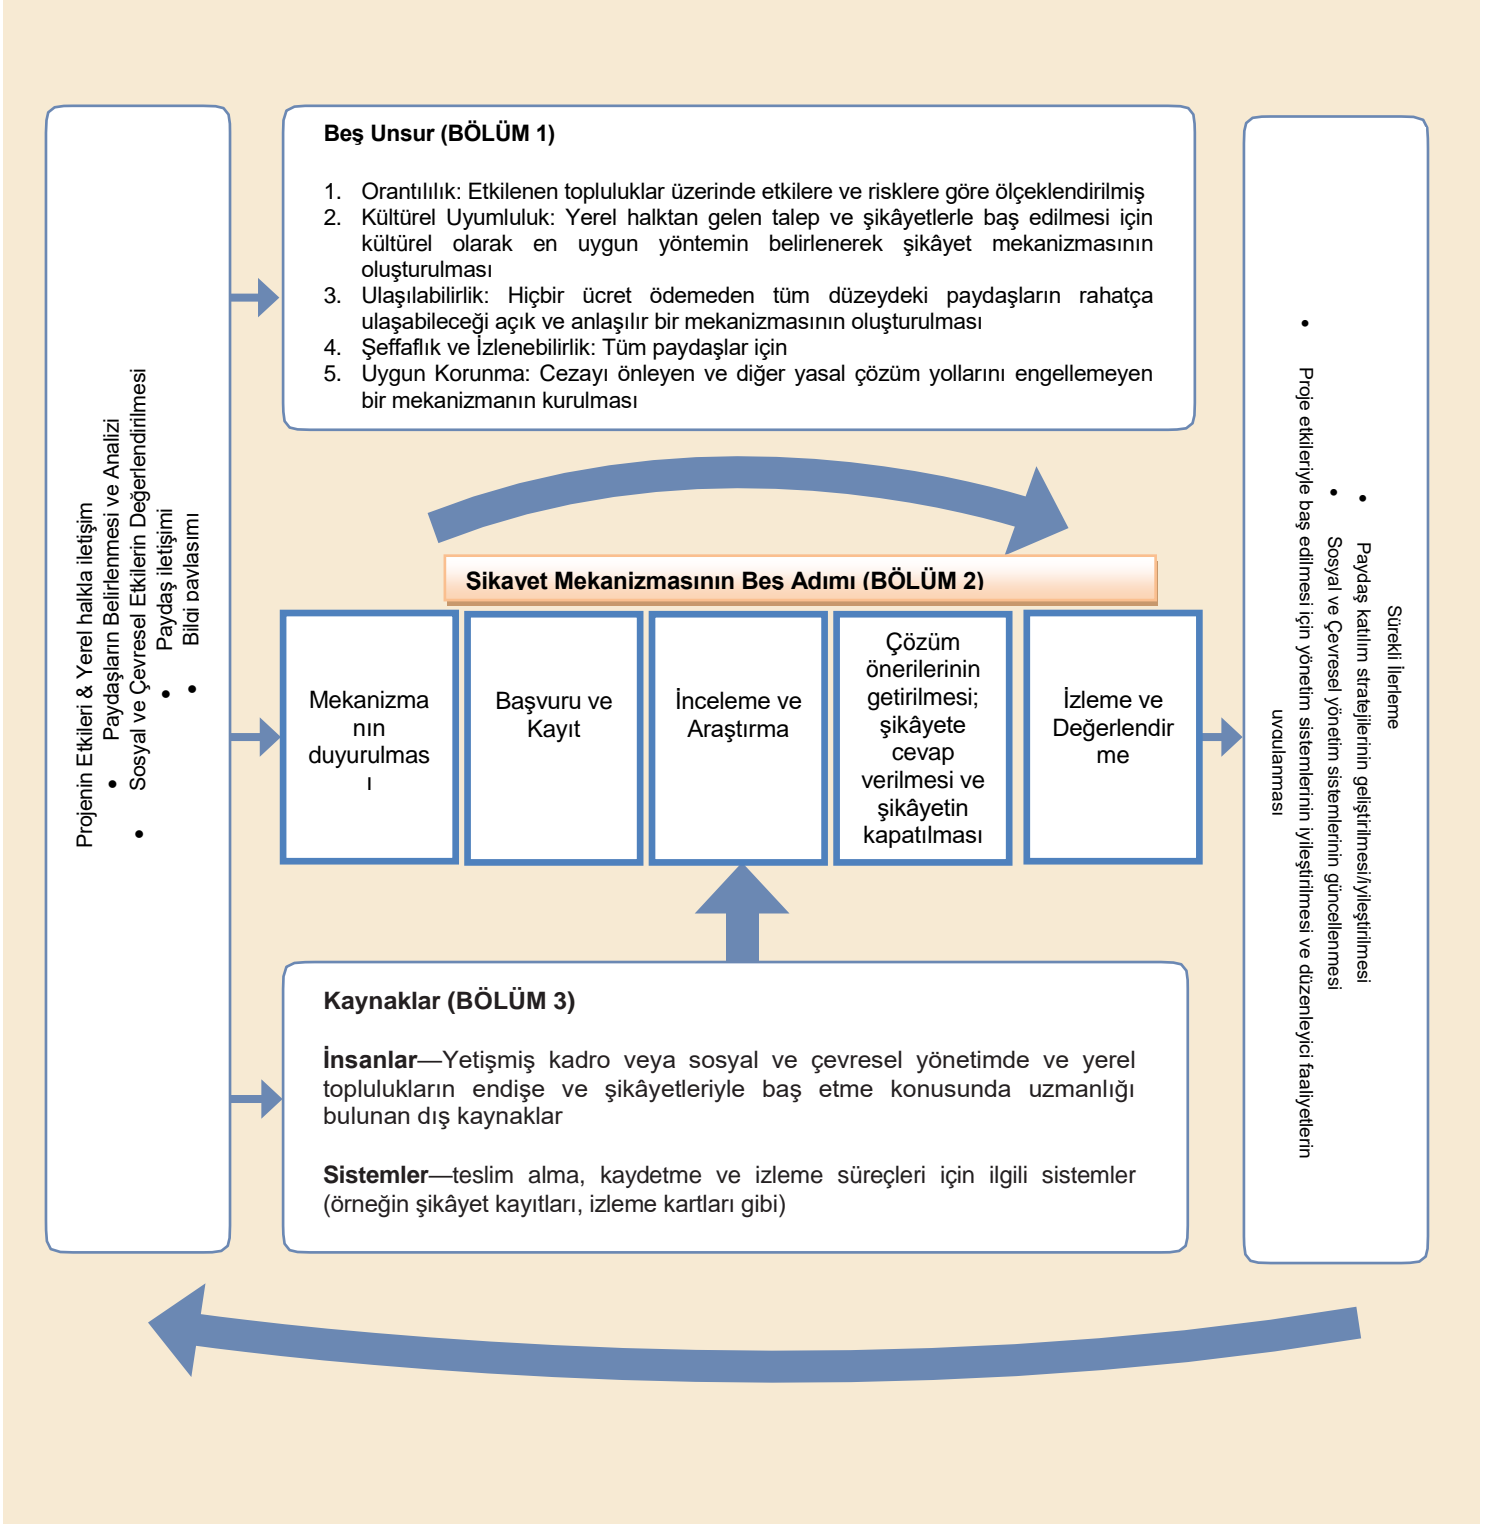 Projenin Etkileri & Yerel halkla iletişim
• Paydaşların Belirlenmesi ve Analizi
• Sosyal ve Çevresel Etkilerin Değerlendirilmesi
• Paydaş iletişimi
• Bilgi paylaşımı
Beş Unsur (BÖLÜM 1)
1. Orantılılık: Etkilenen topluluklar üzerinde etkilere ve risklere göre ölçeklendirilmiş
2. Kültürel Uyumluluk: Yerel halktan gelen talep ve şikâyetlerle baş edilmesi için
kültürel olarak en uygun yöntemin belirlenerek şikâyet mekanizmasının
oluşturulması
3. Ulaşılabilirlik: Hiçbir ücret ödemeden tüm düzeydeki paydaşların rahatça
ulaşabileceği açık ve anlaşılır bir mekanizmasının oluşturulması
4. Şeffaflık ve İzlenebilirlik: Tüm paydaşlar için
5. Uygun Korunma: Cezayı önleyen ve diğer yasal çözüm yollarını engellemeyen
bir mekanizmanın kurulması
Şikayet Mekanizmasının Beş Adımı (BÖLÜM 2)
Mekanizma
nın
duyurulmas
ı
Başvuru ve
Kayıt
İnceleme ve
Araştırma
Çözüm
önerilerinin
getirilmesi;
şikâyete
cevap
verilmesi ve
şikâyetin
kapatılması
İzleme ve
Değerlendir
me
Kaynaklar (BÖLÜM 3)
İnsanlar—Yetişmiş kadro veya sosyal ve çevresel yönetimde ve yerel
toplulukların endişe ve şikâyetleriyle baş etme konusunda uzmanlığı
bulunan dış kaynaklar
Sistemler—teslim alma, kaydetme ve izleme süreçleri için ilgili sistemler
(örneğin şikâyet kayıtları, izleme kartları gibi)
Sürekli İlerleme
• Paydaş katılım stratejilerinin geliştirilmesi/iyileştirilmesi
• Sosyal ve Çevresel yönetim sistemlerinin güncellenmesi
• Proje etkileriyle baş edilmesi için yönetim sistemlerinin iyileştirilmesi ve düzenleyici faaliyetlerin
uygulanması